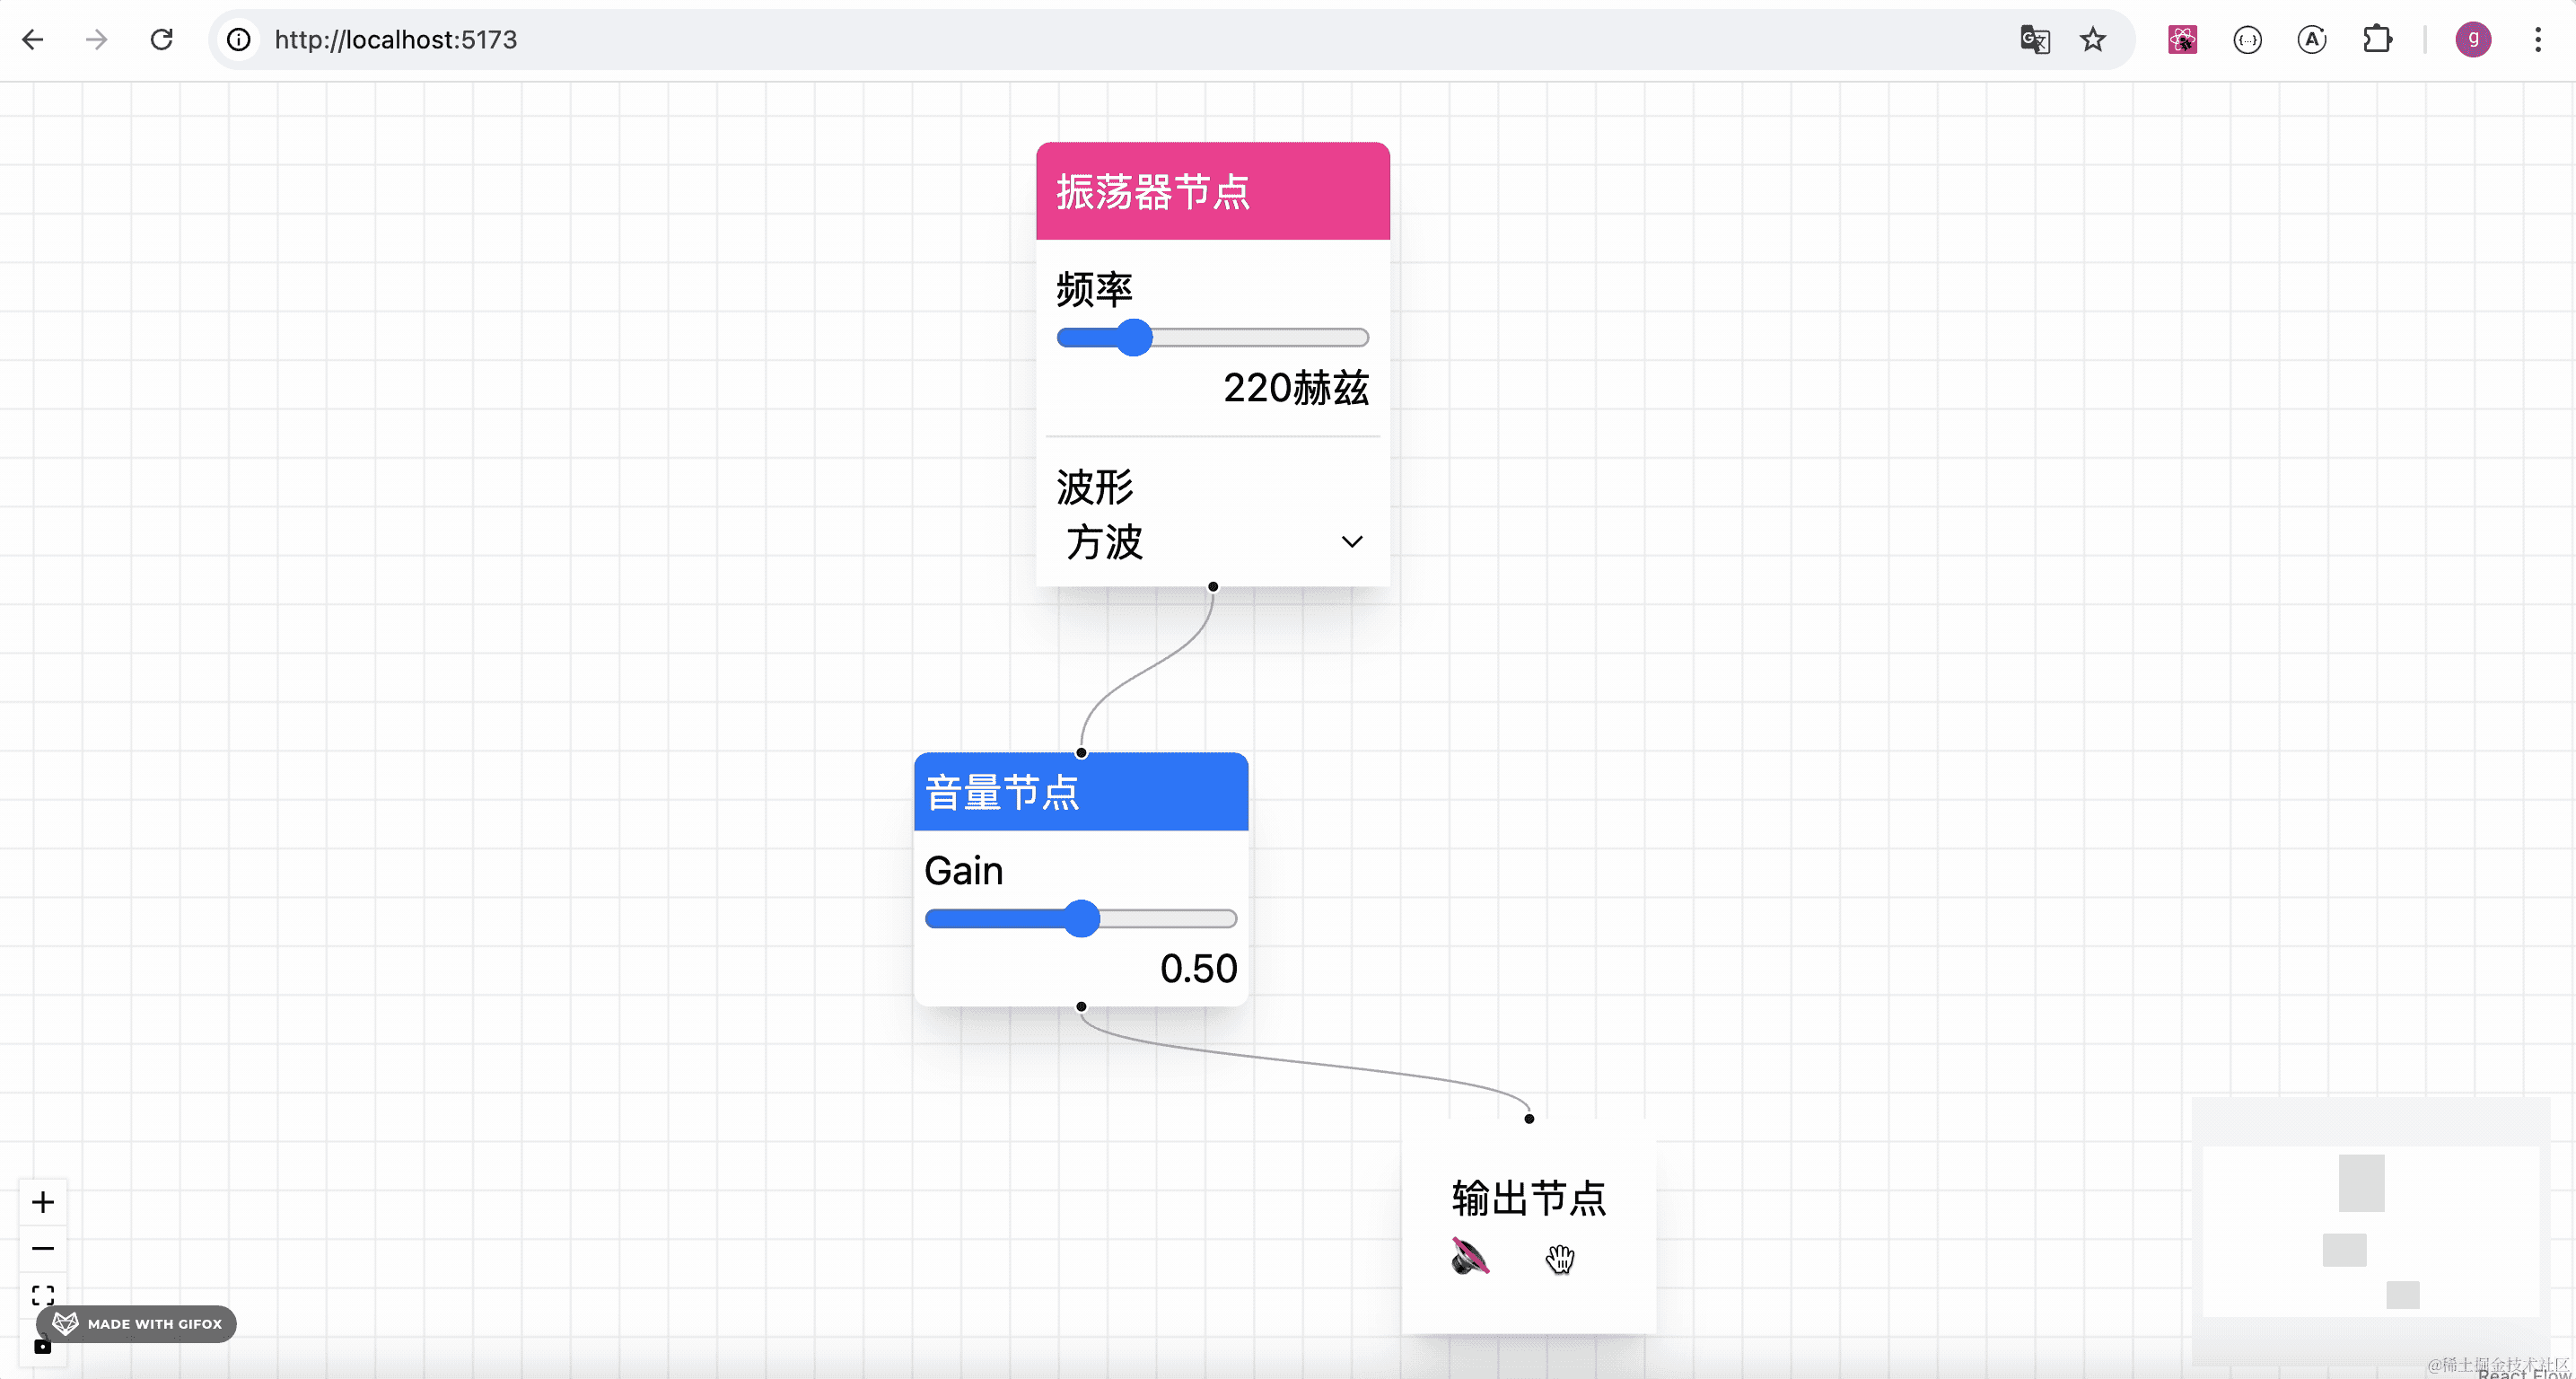 http://localhost:5173
g
振荡器节点
频率
220赫兹
波形
方波
音量节点
Gain
0.50
输出节点
MADE WITH GIFOX
@稀土掘金技术社区
React Flow